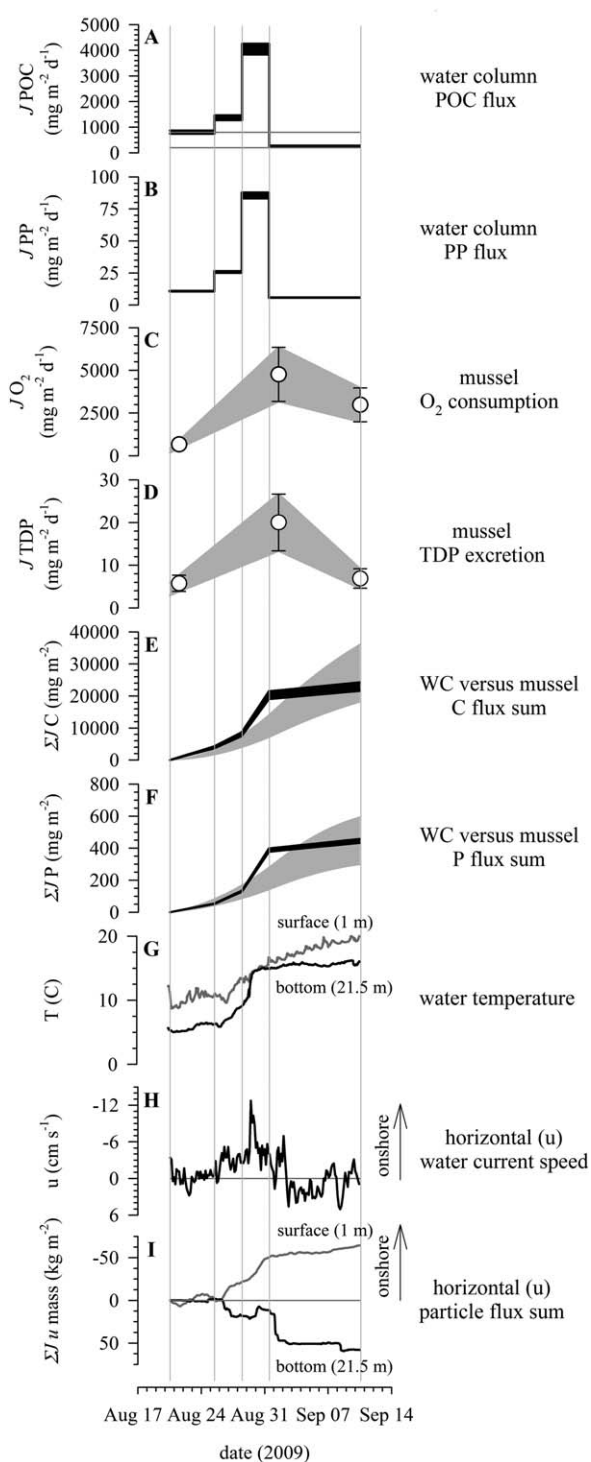 A
J POC
(mg m-2 d-1)
5000
4000
3000
2000
1000
0
water column
POC flux
B
J PP
(mg m-2 d-1)
100
75
50
25
0
water column
PP flux
C
J O2
(mg m-2 d-1)
7500
5000
2500
0
mussel
O2 consumption
D
J TDP
(mg m-2 d-1)
30
20
10
0
mussel
TDP excretion
E
ΣJ C (mg m-2)
40000
30000
20000
10000
0
WC versus mussel
C flux sum
F
ΣJ P (mg m-2)
800
600
400
200
0
WC versus mussel
P flux sum
G
T (C)
20
10
0
surface (1 m)
bottom (21.5 m)
water temperature
H
u (cm s-1)
-12
-6
0
6
onshore
horizontal (u)
water current speed
I
ΣJ u mass (kg m-2)
-50
0
50
surface (1 m)
bottom (21.5 m)
onshore
horizontal (u)
particle flux sum
Aug 17 Aug 24 Aug 31 Sep 07 Sep 14
date (2009)